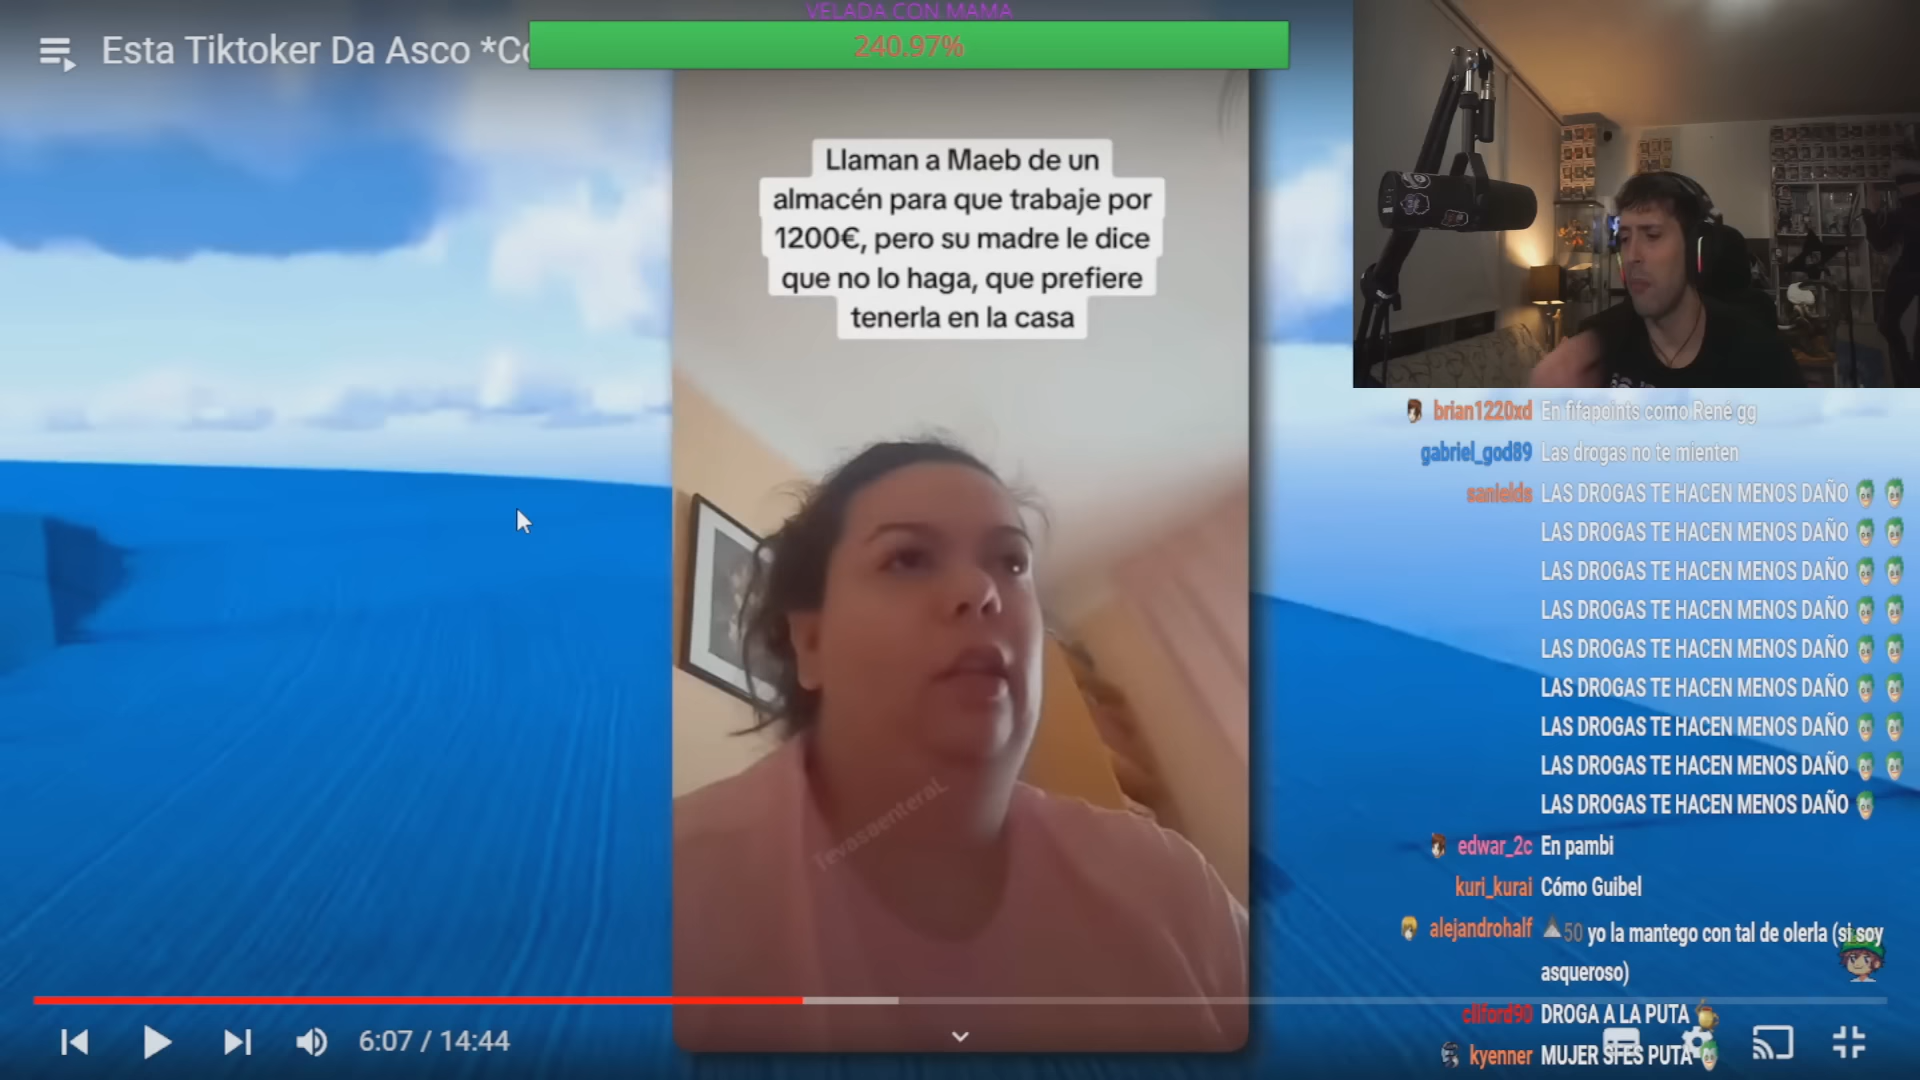 VELADA CON MAMA
240.97%
Esta Tiktoker Da Asco
Llaman a Maeb de un
almacén para que trabaje por
1200€, pero su madre le dice
que no lo haga, que prefiere
tenerla en la casa
TevasaenteraL
brian1220xd En fifapoints como René gg
gabriel_god89 Las drogas no te mienten
sanields LAS DROGAS TE HACEN MENOS DAÑO
LAS DROGAS TE HACEN MENOS DAÑO
LAS DROGAS TE HACEN MENOS DAÑO
LAS DROGAS TE HACEN MENOS DAÑO
LAS DROGAS TE HACEN MENOS DAÑO
LAS DROGAS TE HACEN MENOS DAÑO
LAS DROGAS TE HACEN MENOS DAÑO
LAS DROGAS TE HACEN MENOS DAÑO
LAS DROGAS TE HACEN MENOS DAÑO
edwar_2c En pambi
kuri_kurai Cómo Guibel
alejandrohalf 50 yo la mantego con tal de olerla (si soy
asqueroso)
cliford90 DROGA A LA PUTA
kyenner MUJER SI ES PUTA
6:07 / 14:44